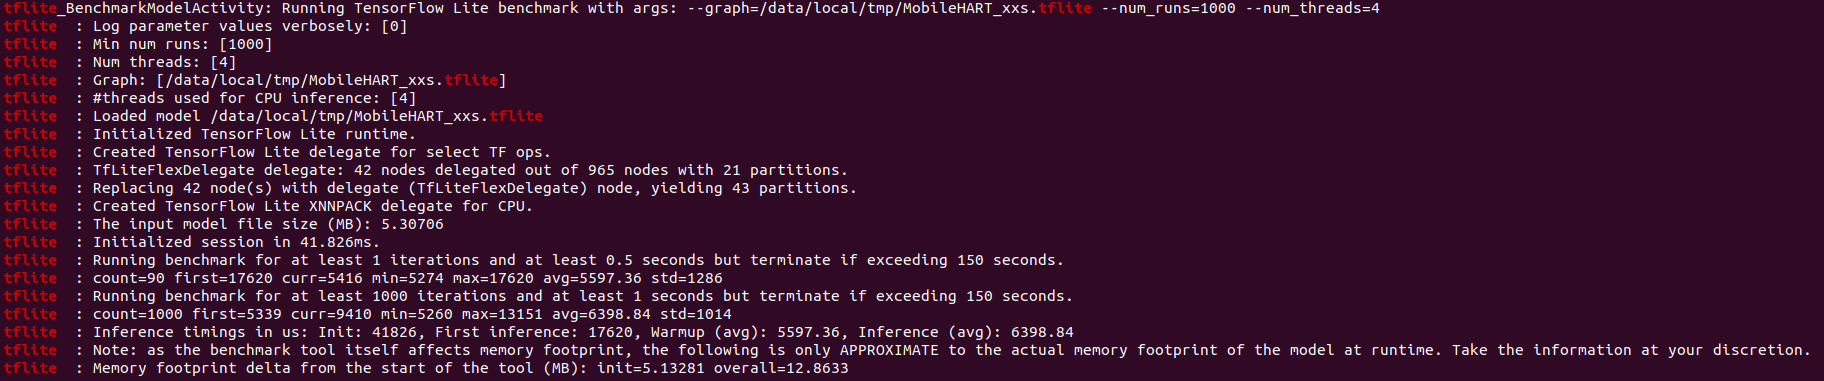 tflite_BenchmarkModelActivity: Running TensorFlow Lite benchmark with args: --graph=/data/local/tmp/MobileHART_xxs.tflite --num_runs=1000 --num_threads=4
tflite  : Log parameter values verbosely: [0]
tflite  : Min num runs: [1000]
tflite  : Num threads: [4]
tflite  : Graph: [/data/local/tmp/MobileHART_xxs.tflite]
tflite  : #threads used for CPU inference: [4]
tflite  : Loaded model /data/local/tmp/MobileHART_xxs.tflite
tflite  : Initialized TensorFlow Lite runtime.
tflite  : Created TensorFlow Lite delegate for select TF ops.
tflite  : TfLiteFlexDelegate delegate: 42 nodes delegated out of 965 nodes with 21 partitions.
tflite  : Replacing 42 node(s) with delegate (TfLiteFlexDelegate) node, yielding 43 partitions.
tflite  : Created TensorFlow Lite XNNPACK delegate for CPU.
tflite  : The input model file size (MB): 5.30706
tflite  : Initialized session in 41.826ms.
tflite  : Running benchmark for at least 1 iterations and at least 0.5 seconds but terminate if exceeding 150 seconds.
tflite  : count=90 first=17620 curr=5416 min=5274 max=17620 avg=5597.36 std=1286
tflite  : Running benchmark for at least 1000 iterations and at least 1 seconds but terminate if exceeding 150 seconds.
tflite  : count=1000 first=5339 curr=9410 min=5260 max=13151 avg=6398.84 std=1014
tflite  : Inference timings in us: Init: 41826, First inference: 17620, Warmup (avg): 5597.36, Inference (avg): 6398.84
tflite  : Note: as the benchmark tool itself affects memory footprint, the following is only APPROXIMATE to the actual memory footprint of the model at runtime. Take the information at your discretion.
tflite  : Memory footprint delta from the start of the tool (MB): init=5.13281 overall=12.8633